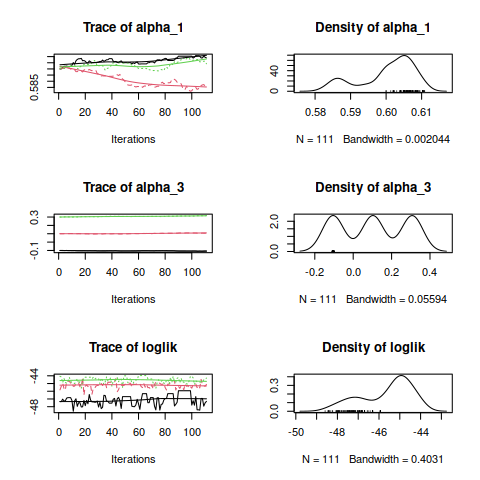 Trace of alpha_1
0.585
0 20 40 60 80 100
Iterations
Density of alpha_1
0 40
0.58 0.59 0.60 0.61
N = 111 Bandwidth = 0.002044
Trace of alpha_3
-0.1 0.3
0 20 40 60 80 100
Iterations
Density of alpha_3
0.0 2.0
-0.2 0.0 0.2 0.4
N = 111 Bandwidth = 0.05594
Trace of loglik
-48 -44
0 20 40 60 80 100
Iterations
Density of loglik
0.0 0.3
-50 -48 -46 -44
N = 111 Bandwidth = 0.4031